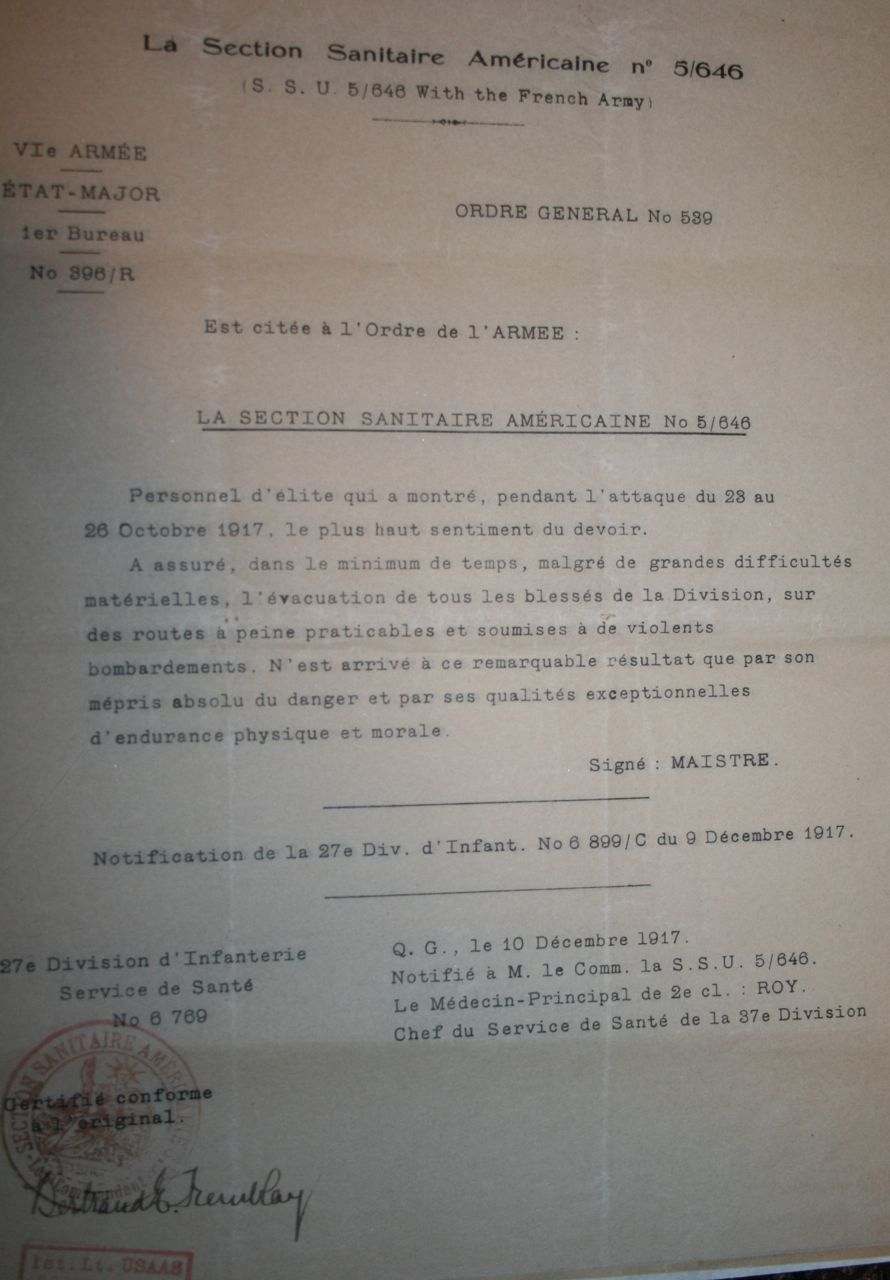 La Section Sanitaire Américaine n° 5/646
(S. S. U. 5/646 With the French Army)
VIe ARMÉE
ÉTAT-MAJOR
1er Bureau
No 396/R
ORDRE GENERAL No 539
Est citée à l'Ordre de l'ARMEE :
LA SECTION SANITAIRE AMÉRICAINE No 5/646
Personnel d'élite qui a montré, pendant l'attaque du 23 au
26 Octobre 1917, le plus haut sentiment du devoir.
A assuré, dans le minimum de temps, malgré de grandes difficultés
matérielles, l'évacuation de tous les blessés de la Division, sur
des routes à peine praticables et soumises à de violents
bombardements. N'est arrivé à ce remarquable résultat que par son
mépris absolu du danger et par ses qualités exceptionnelles
d'endurance physique et morale.
Signé : MAISTRE.
Notification de la 27e Div. d'Infant. No 6 899/C du 9 Décembre 1917.
27e Division d'Infanterie
Service de Santé
No 6 769
Q. G., le 10 Décembre 1917.
Notifié à M. le Comm. la S.S.U. 5/646.
Le Médecin-Principal de 2e cl. : ROY.
Chef du Service de Santé de la 37e Division
SECTION SANITAIRE AMÉRICAINE
Certifié conforme
à l'original.
Bertrand E. Tremblay
1st. Lt. USAAS